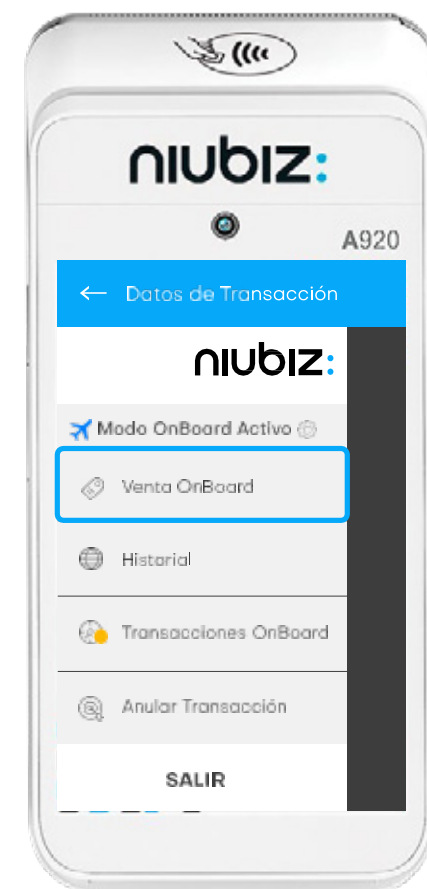 niubiz:
A920
Datos de Transacción
niubiz:
Modo OnBoard Activo
Venta OnBoard
Historial
Transacciones OnBoard
Anular Transacción
SALIR